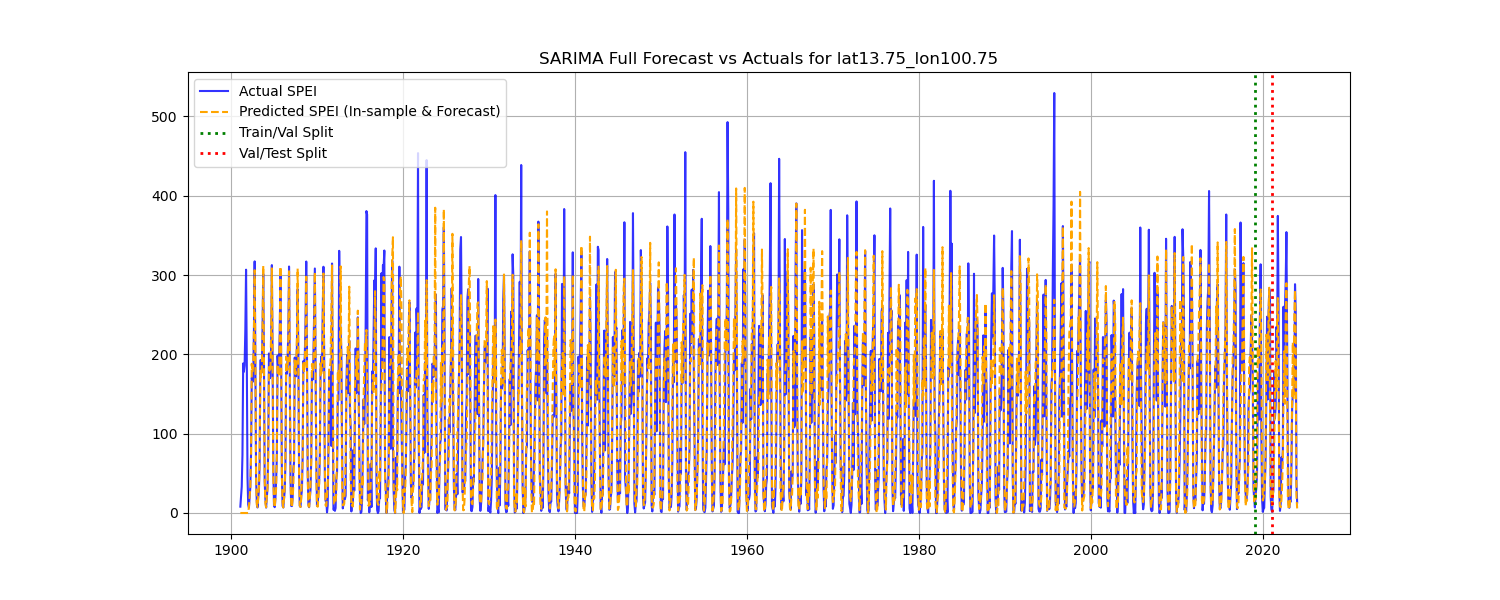 SARIMA Full Forecast vs Actuals for lat13.75_lon100.75
Actual SPEI
Predicted SPEI (In-sample & Forecast)
Train/Val Split
Val/Test Split
500
400
300
200
100
0
1900 1920 1940 1960 1980 2000 2020